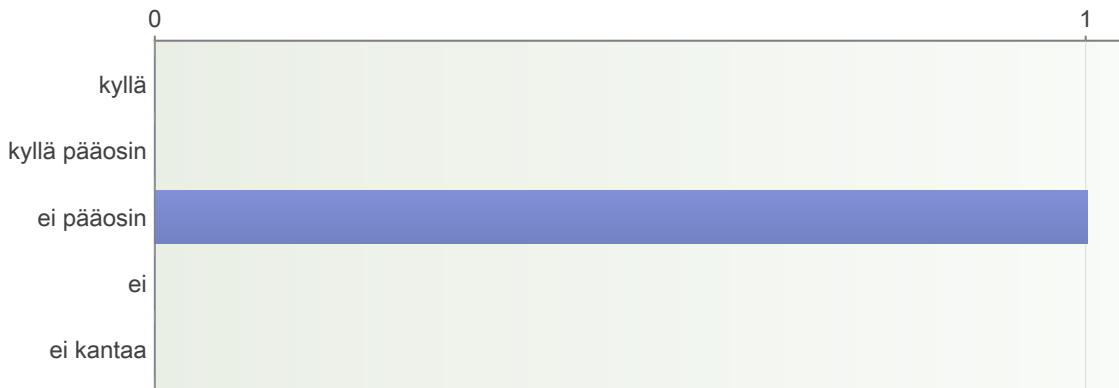 0 1
kyllä
kyllä pääosin
ei pääosin
ei
ei kantaa